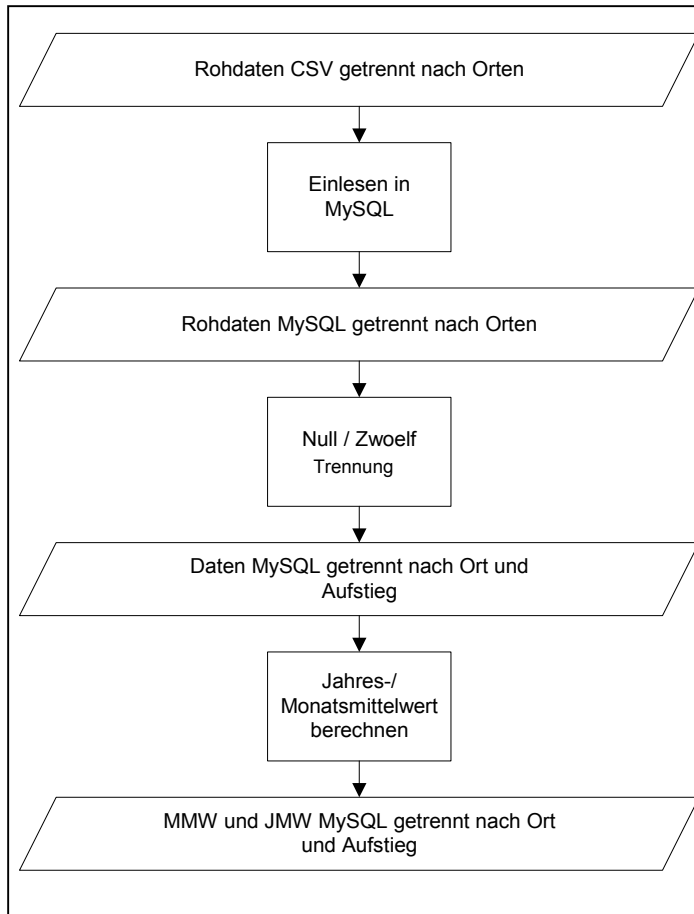 Rohdaten CSV getrennt nach Orten
Einlesen in
MySQL
Rohdaten MySQL getrennt nach Orten
Null / Zwoelf
Trennung
Daten MySQL getrennt nach Ort und
Aufstieg
Jahres-/
Monatsmittelwert
berechnen
MMW und JMW MySQL getrennt nach Ort
und Aufstieg